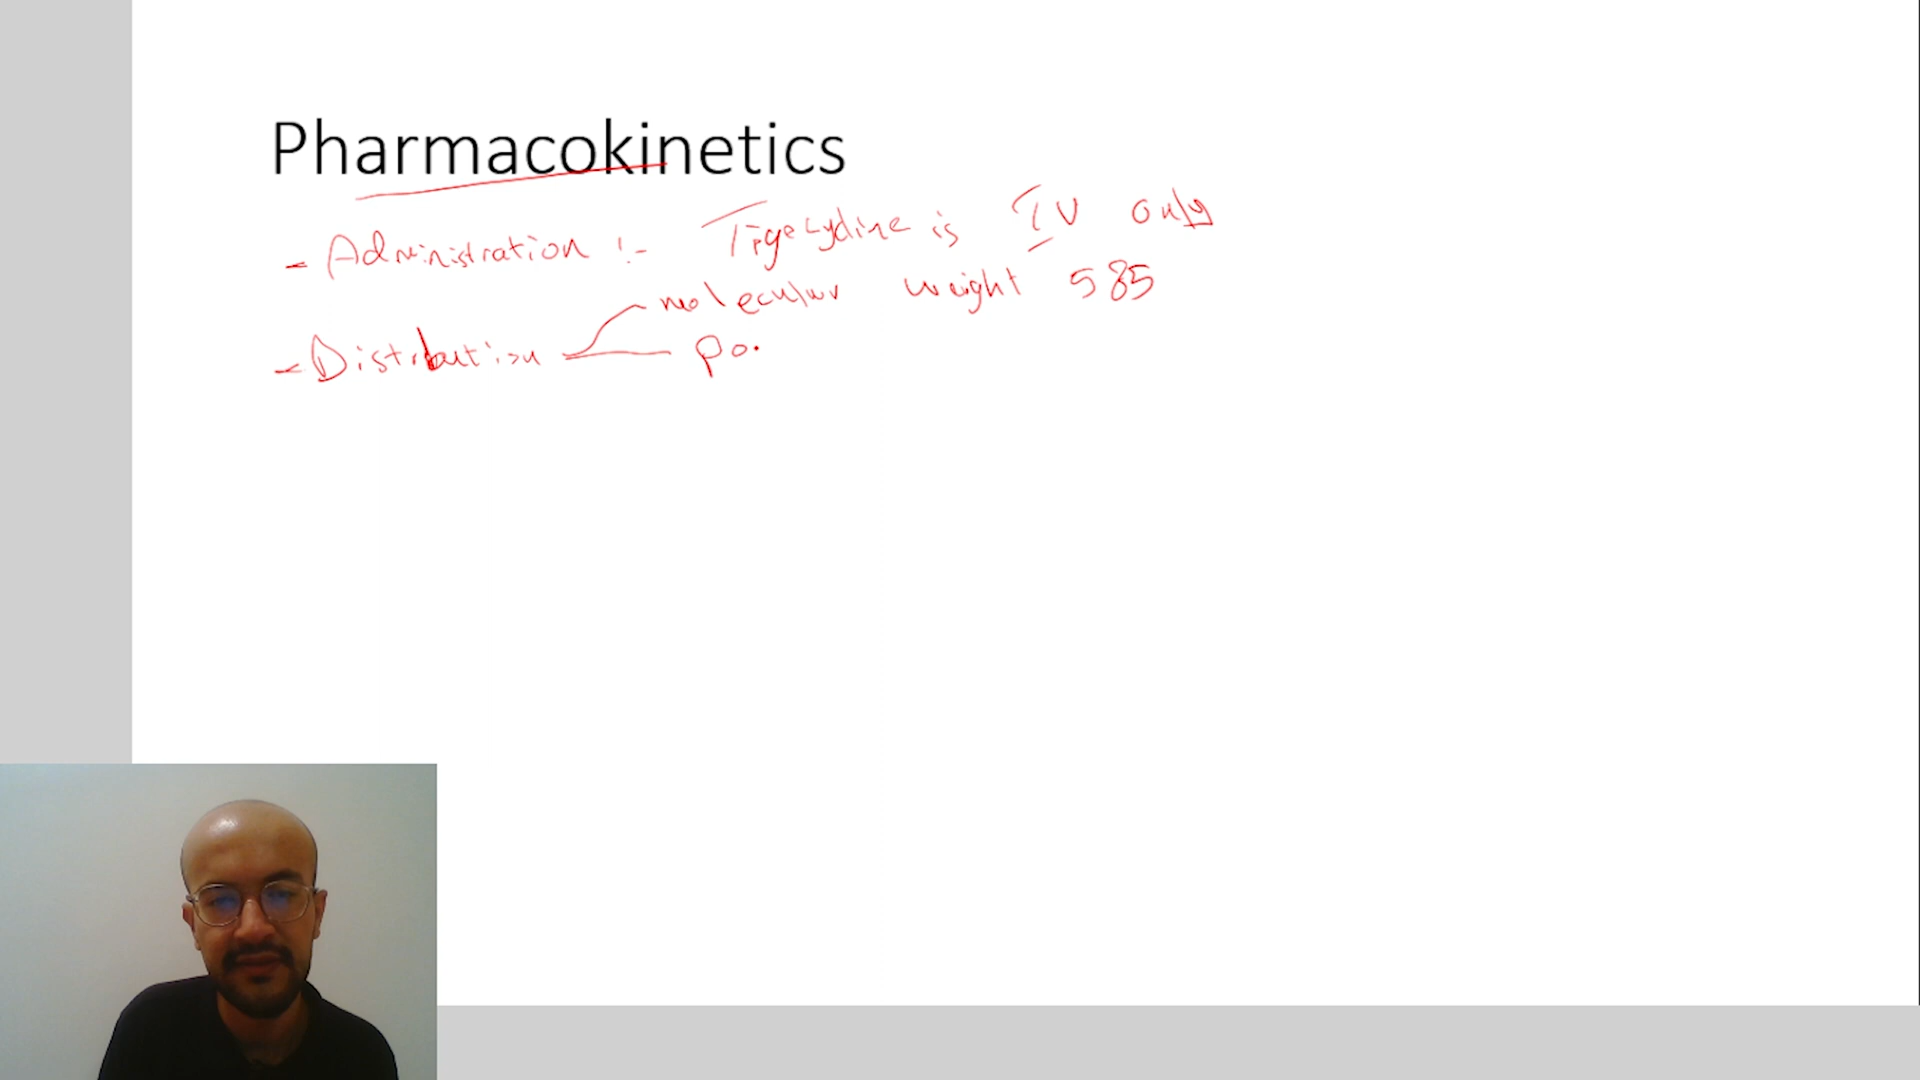 Pharmacokinetics
- Administration :- Tigecycline is IV only
- Distribution molecular weight 585
po.